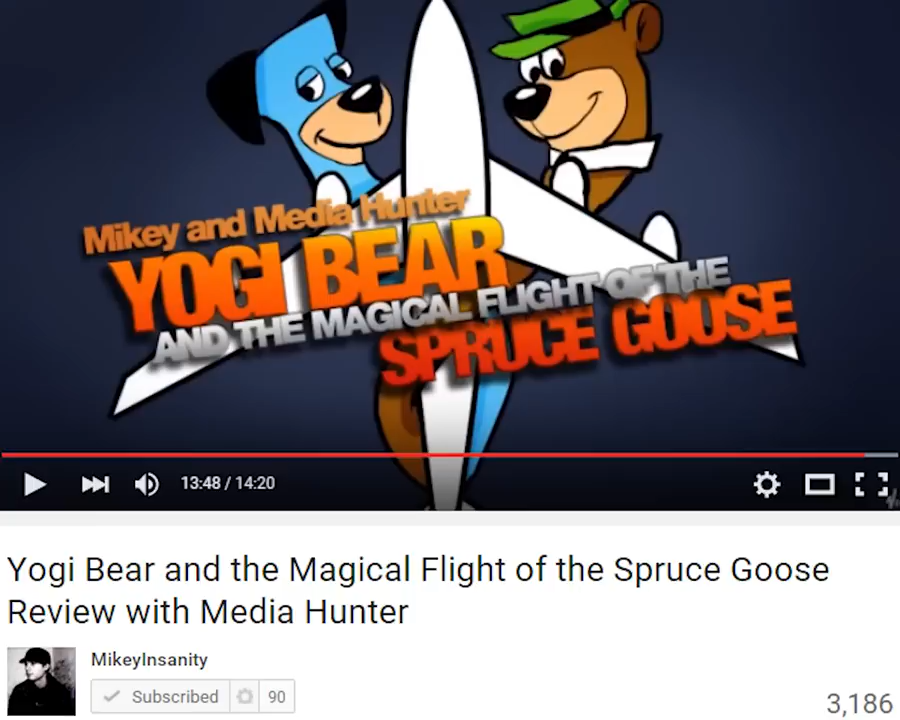 Mikey and Media Hunter
YOGI BEAR
AND THE MAGICAL FLIGHT OF THE
SPRUCE GOOSE
13:48 / 14:20
Yogi Bear and the Magical Flight of the Spruce Goose
Review with Media Hunter
MikeyInsanity
Subscribed 90
3,186